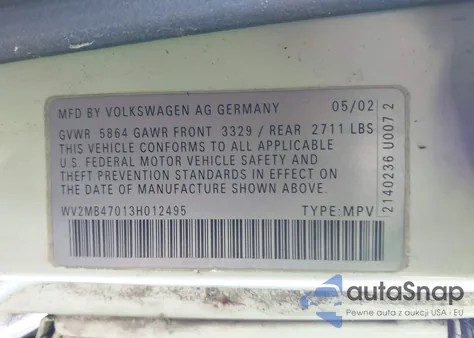 MFD BY VOLKSWAGEN AG GERMANY 05/02
GVWR 5864 GAWR FRONT 3329 / REAR 2711 LBS
THIS VEHICLE CONFORMS TO ALL APPLICABLE
U.S. FEDERAL MOTOR VEHICLE SAFETY AND
THEFT PREVENTION STANDARDS IN EFFECT ON
THE DATE OF MANUFACTURE SHOWN ABOVE.
WV2MB47013H012495 TYPE: MPV
2140236 U007 2
autoSnap
Pewne auta z aukcji USA i EU